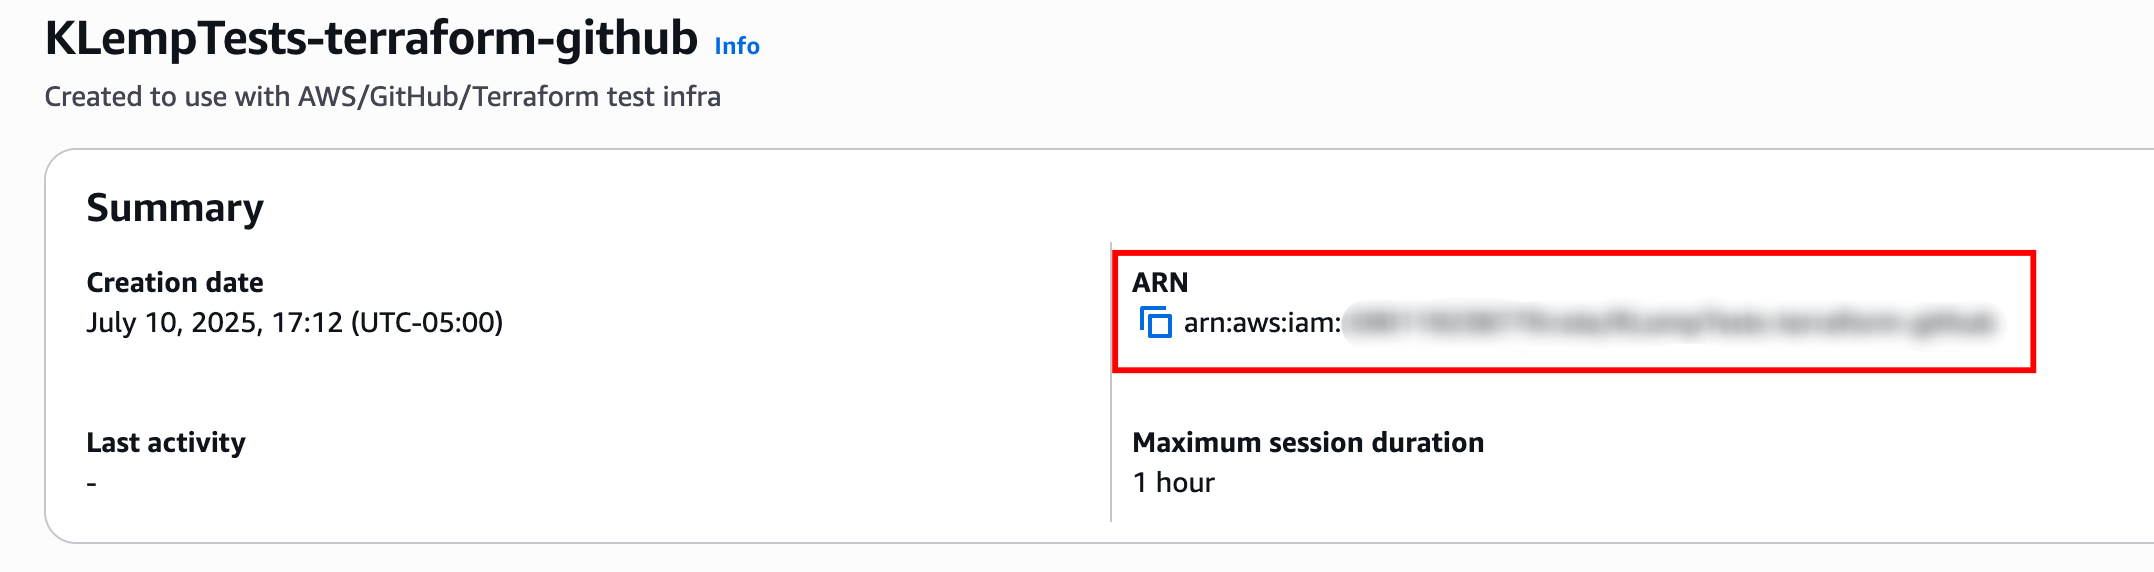 KLempTests-terraform-github Info
Created to use with AWS/GitHub/Terraform test infra
Summary
Creation date
July 10, 2025, 17:12 (UTC-05:00)
ARN
arn:aws:iam:
Last activity
-
Maximum session duration
1 hour